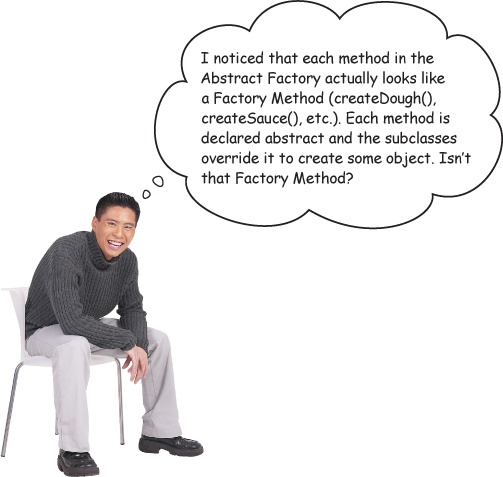 I noticed that each method in the
Abstract Factory actually looks like
a Factory Method (createDough(),
createSauce(), etc.). Each method is
declared abstract and the subclasses
override it to create some object. Isn't
that Factory Method?